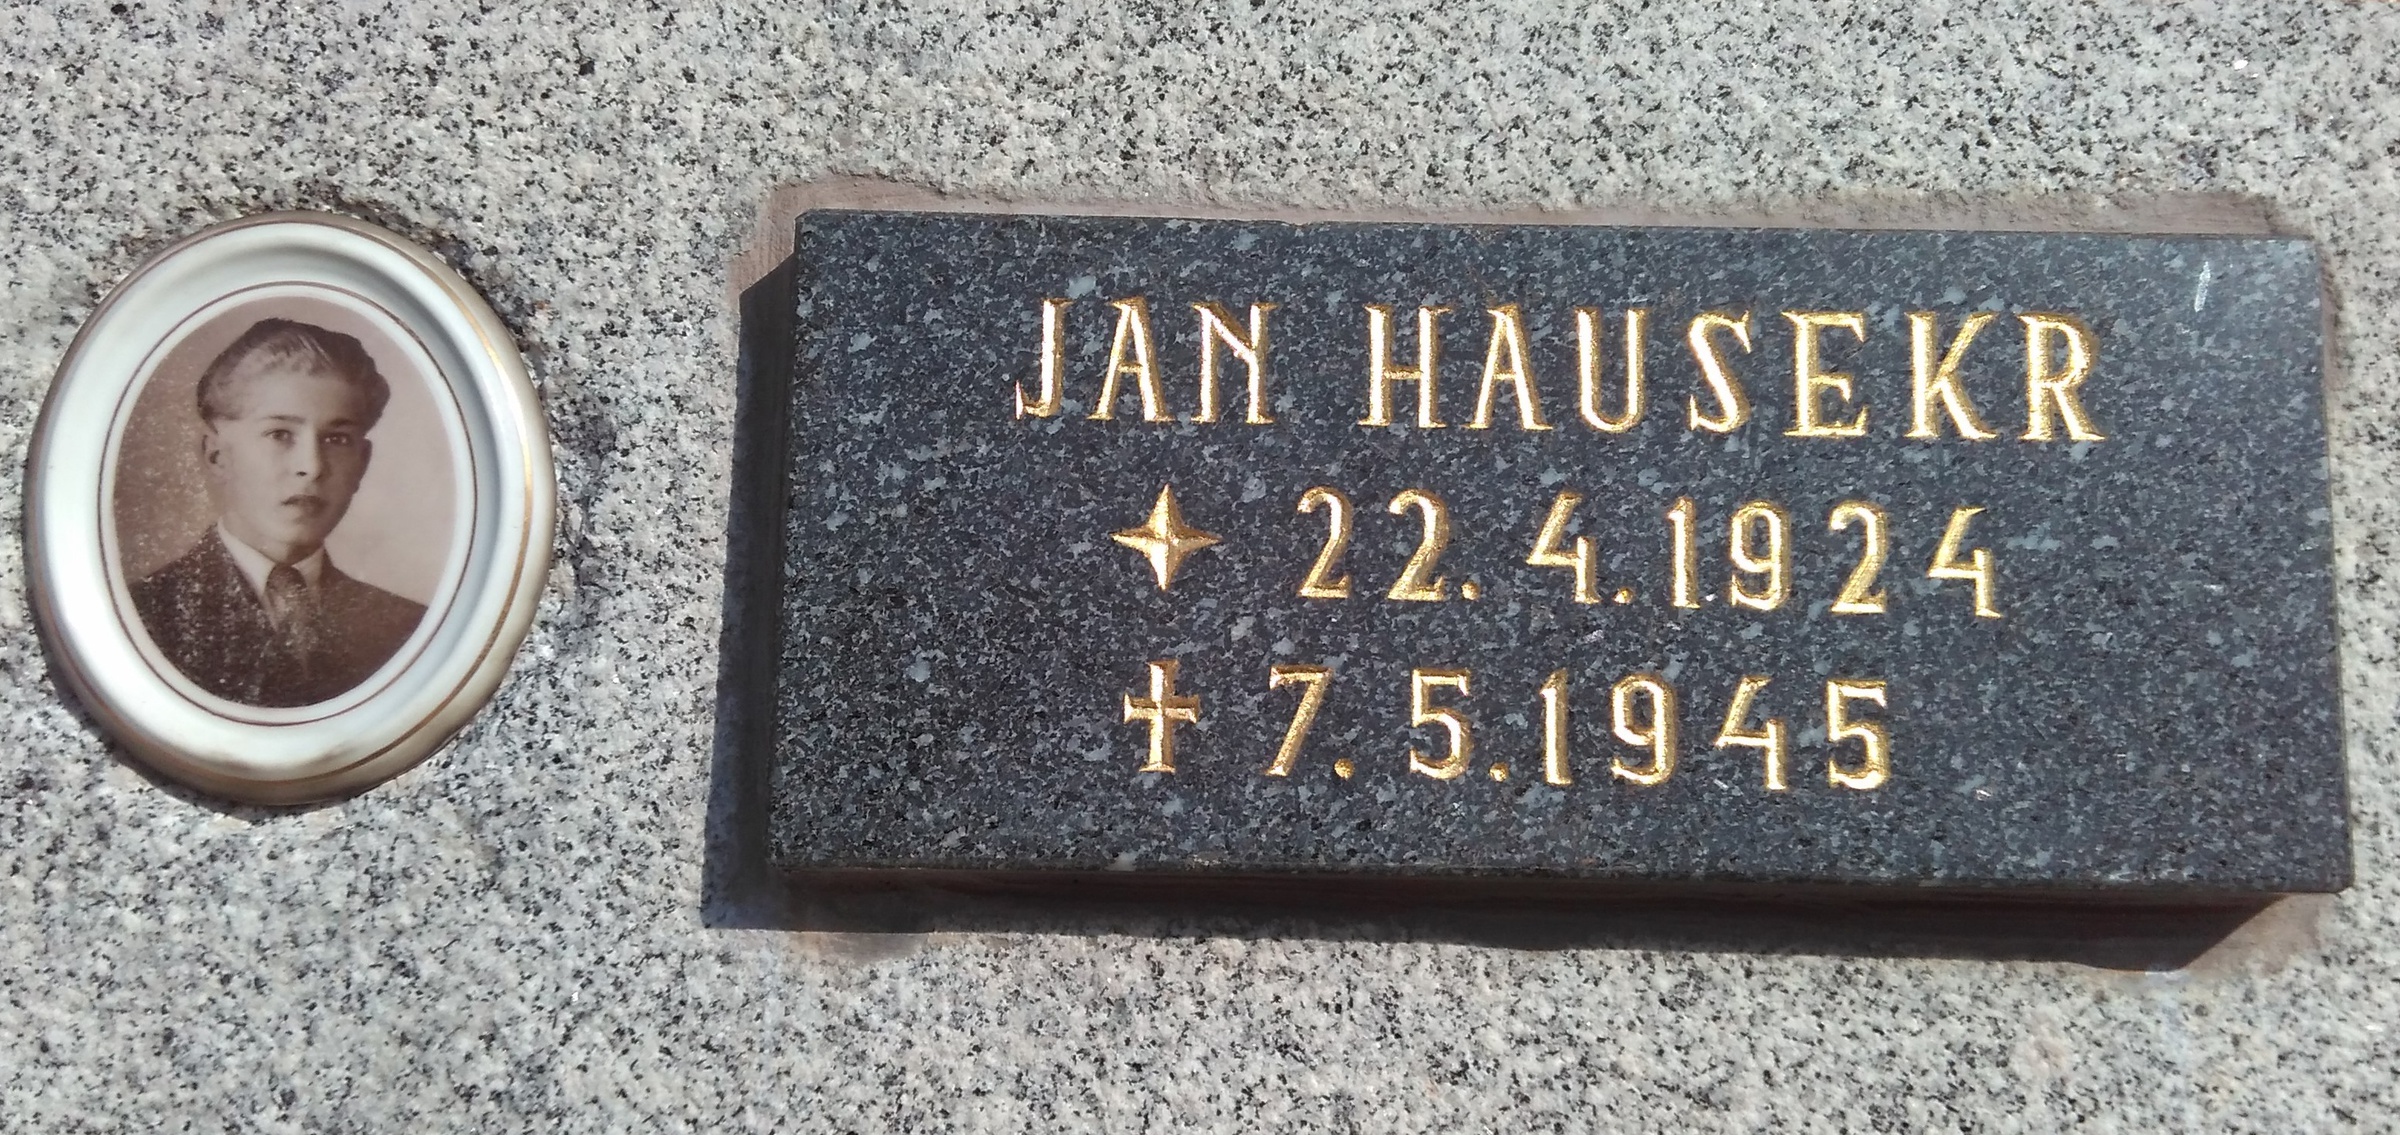 JAN HAUSEKR
✦ 22. 4. 1924
† 7. 5. 1945